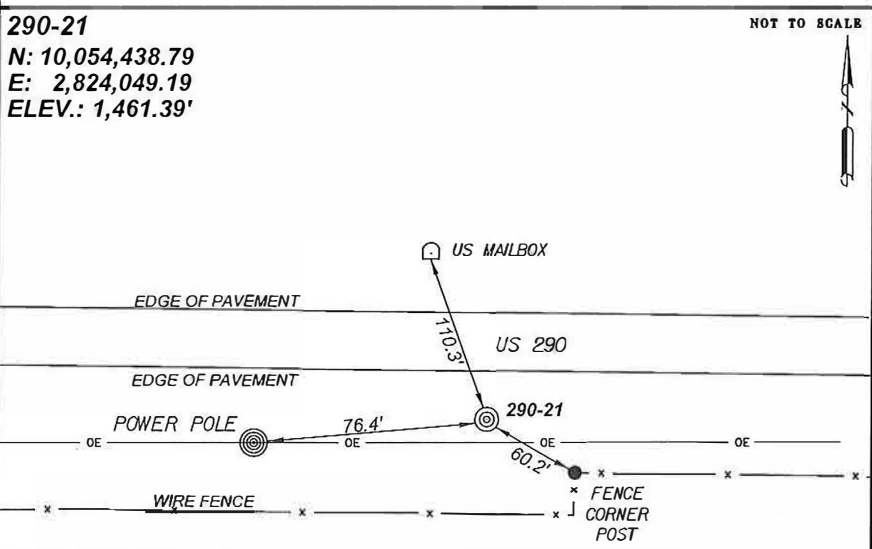 290-21
NOT TO SCALE
N: 10,054,438.79
E: 2,824,049.19
ELEV.: 1,461.39'
US MAILBOX
EDGE OF PAVEMENT
110.3'
US 290
EDGE OF PAVEMENT
290-21
POWER POLE
76.4'
OE
OE
OE
OE
60.2'
x
x
x
WIRE FENCE
x
x
x
x
x
x
FENCE
CORNER
POST